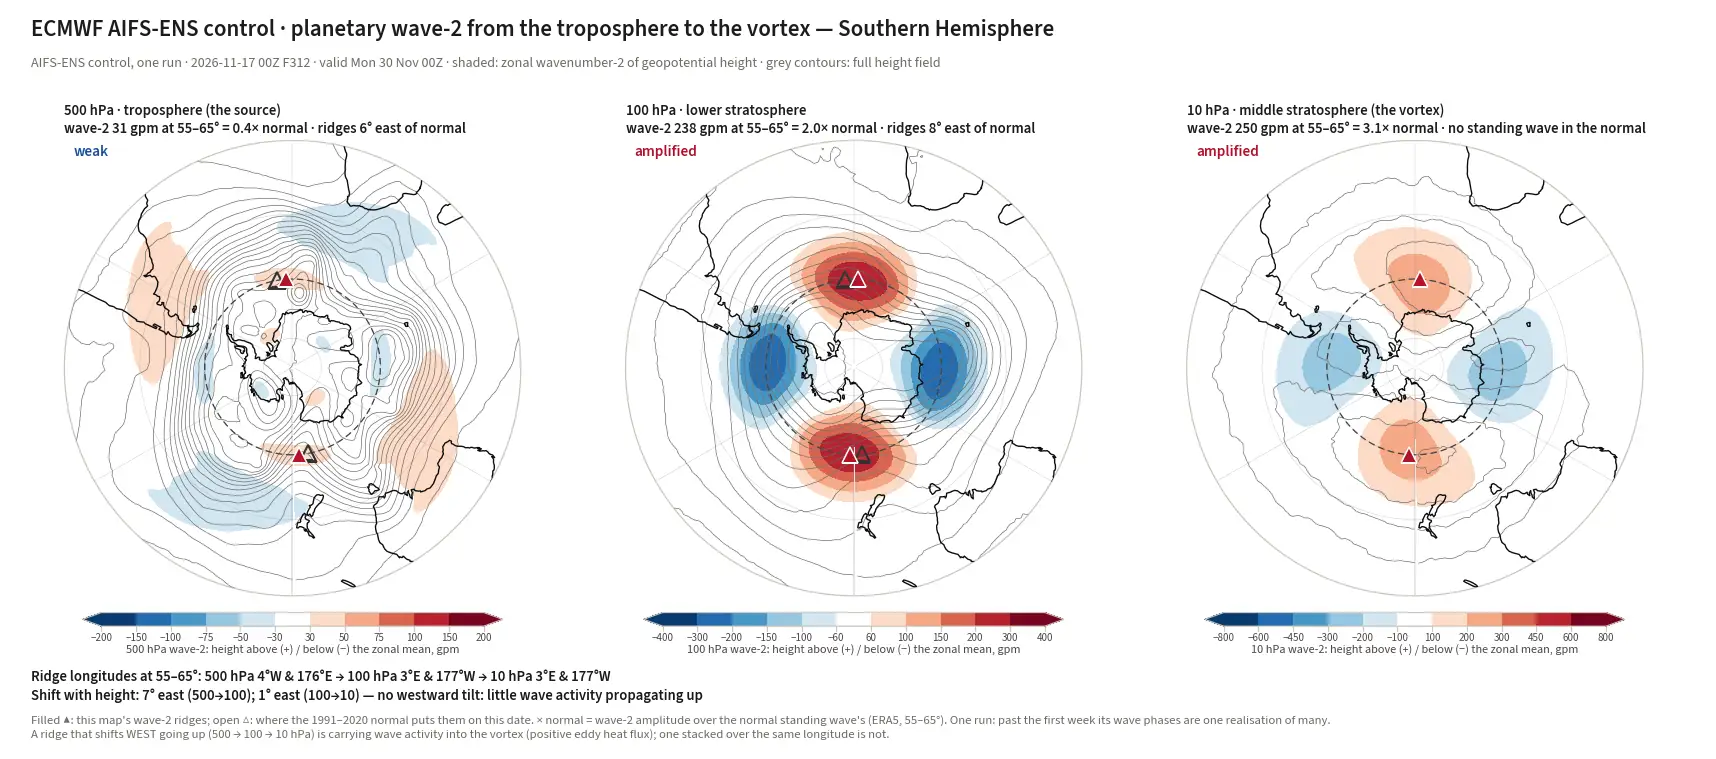 ECMWF AIFS-ENS control · planetary wave-2 from the troposphere to the vortex — Southern Hemisphere
AIFS-ENS control, one run · 2026-11-17 00Z F312 · valid Mon 30 Nov 00Z · shaded: zonal wavenumber-2 of geopotential height · grey contours: full height field
500 hPa · troposphere (the source)
wave-2 31 gpm at 55–65° = 0.4× normal · ridges 6° east of normal
weak
100 hPa · lower stratosphere
wave-2 238 gpm at 55–65° = 2.0× normal · ridges 8° east of normal
amplified
10 hPa · middle stratosphere (the vortex)
wave-2 250 gpm at 55–65° = 3.1× normal · no standing wave in the normal
amplified
−200 −150 −100 −75 −50 −30 30 50 75 100 150 200
500 hPa wave-2: height above (+) / below (−) the zonal mean, gpm
−400 −300 −200 −150 −100 −60 60 100 150 200 300 400
100 hPa wave-2: height above (+) / below (−) the zonal mean, gpm
−800 −600 −450 −300 −200 −100 100 200 300 450 600 800
10 hPa wave-2: height above (+) / below (−) the zonal mean, gpm
Ridge longitudes at 55–65°: 500 hPa 4°W & 176°E → 100 hPa 3°E & 177°W → 10 hPa 3°E & 177°W
Shift with height: 7° east (500→100); 1° east (100→10) — no westward tilt: little wave activity propagating up
Filled ▲: this map's wave-2 ridges; open △: where the 1991–2020 normal puts them on this date. × normal = wave-2 amplitude over the normal standing wave's (ERA5, 55–65°). One run: past the first week its wave phases are one realisation of many.
A ridge that shifts WEST going up (500 → 100 → 10 hPa) is carrying wave activity into the vortex (positive eddy heat flux); one stacked over the same longitude is not.